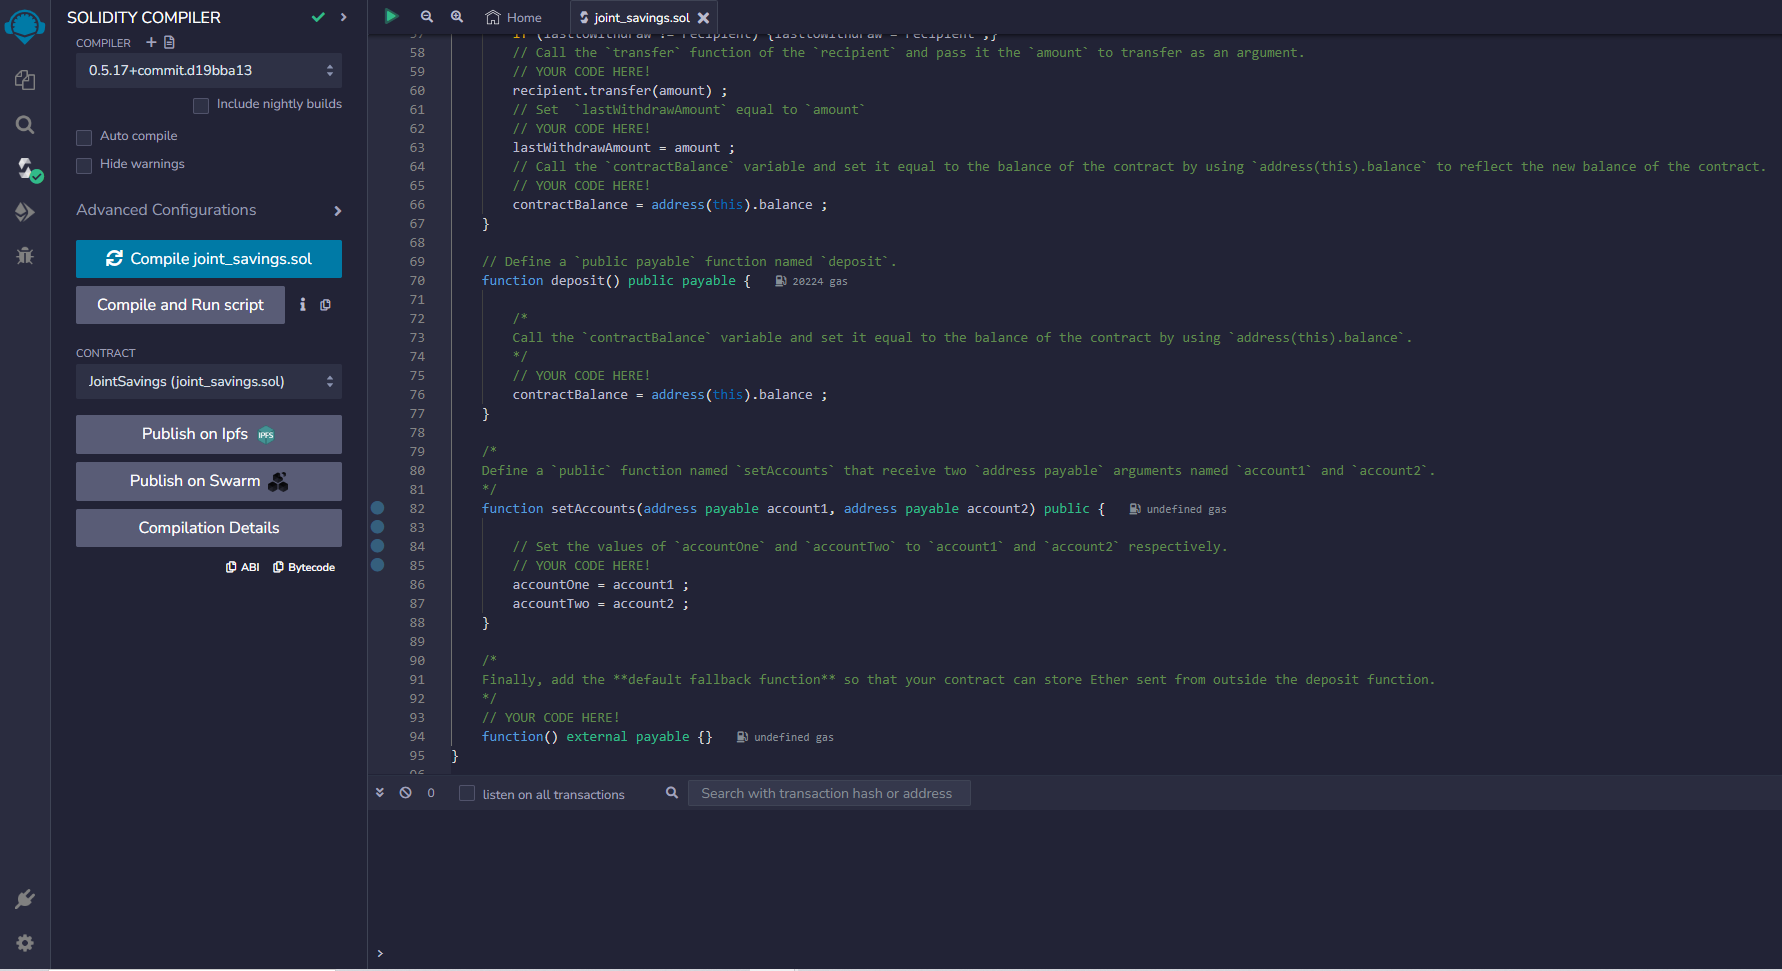 SOLIDITY COMPILER
COMPILER
0.5.17+commit.d19bba13
Include nightly builds
Auto compile
Hide warnings
Advanced Configurations
Compile joint_savings.sol
Compile and Run script
i
CONTRACT
JointSavings (joint_savings.sol)
Publish on Ipfs IPFS
Publish on Swarm
Compilation Details
ABI Bytecode
Home
joint_savings.sol
57 if (lastToWithdraw != recipient) {lastToWithdraw = recipient ;}
58 // Call the `transfer` function of the `recipient` and pass it the `amount` to transfer as an argument.
59 // YOUR CODE HERE!
60 recipient.transfer(amount) ;
61 // Set  `lastWithdrawAmount` equal to `amount`
62 // YOUR CODE HERE!
63 lastWithdrawAmount = amount ;
64 // Call the `contractBalance` variable and set it equal to the balance of the contract by using `address(this).balance` to reflect the new balance of the contract.
65 // YOUR CODE HERE!
66 contractBalance = address(this).balance ;
67 }
68
69 // Define a `public payable` function named `deposit`.
70 function deposit() public payable { 20224 gas
71
72 /*
73 Call the `contractBalance` variable and set it equal to the balance of the contract by using `address(this).balance`.
74 */
75 // YOUR CODE HERE!
76 contractBalance = address(this).balance ;
77 }
78
79 /*
80 Define a `public` function named `setAccounts` that receive two `address payable` arguments named `account1` and `account2`.
81 */
82 function setAccounts(address payable account1, address payable account2) public { undefined gas
83
84 // Set the values of `accountOne` and `accountTwo` to `account1` and `account2` respectively.
85 // YOUR CODE HERE!
86 accountOne = account1 ;
87 accountTwo = account2 ;
88 }
89
90 /*
91 Finally, add the **default fallback function** so that your contract can store Ether sent from outside the deposit function.
92 */
93 // YOUR CODE HERE!
94 function() external payable {} undefined gas
95 }
96
0 listen on all transactions Search with transaction hash or address
>